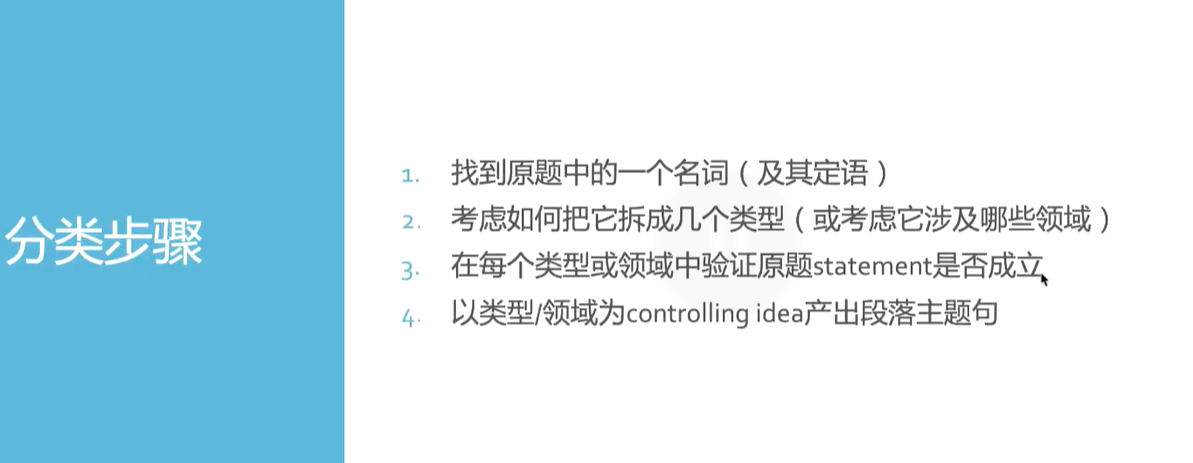 分类步骤
1. 找到原题中的一个名词（及其定语）
2. 考虑如何把它拆成几个类型（或考虑它涉及哪些领域）
3. 在每个类型或领域中验证原题statement是否成立
4. 以类型/领域为controlling idea产出段落主题句